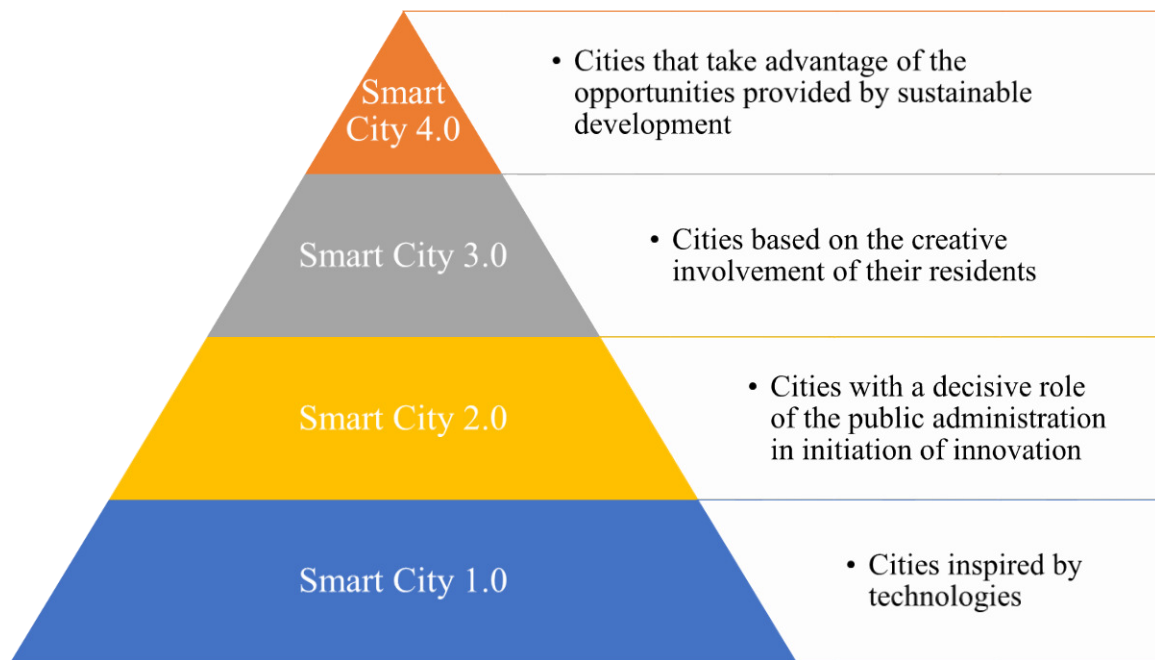 Smart
City 4.0
• Cities that take advantage of the
opportunities provided by sustainable
development
Smart City 3.0
• Cities based on the creative
involvement of their residents
Smart City 2.0
• Cities with a decisive role
of the public administration
in initiation of innovation
Smart City 1.0
• Cities inspired by
technologies